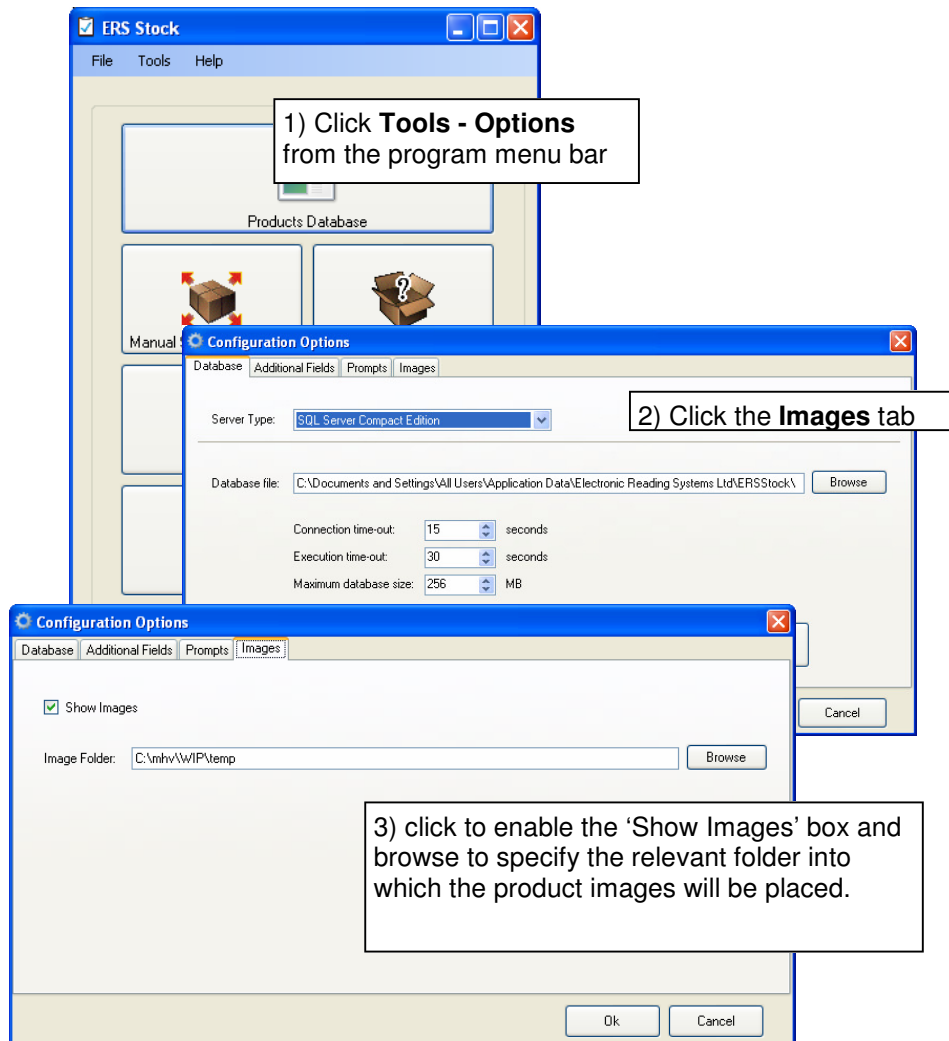 ERS Stock
File Tools Help
1) Click Tools - Options
from the program menu bar
Products Database
Manual
Configuration Options
Database Additional Fields Prompts Images
Server Type: SQL Server Compact Edition
2) Click the Images tab
Database file: C:\Documents and Settings\All Users\Application Data\Electronic Reading Systems Ltd\ERSStock\ Browse
Connection time-out: 15 seconds
Execution time-out: 30 seconds
Maximum database size: 256 MB
Cancel
Configuration Options
Database Additional Fields Prompts Images
Show Images
Image Folder: C:\mhv\WIP\temp Browse
3) click to enable the ‘Show Images’ box and
browse to specify the relevant folder into
which the product images will be placed.
Ok Cancel